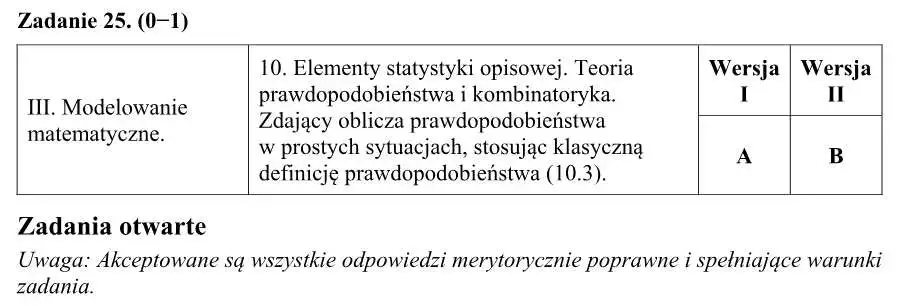 Zadanie 25. (0−1)
III. Modelowanie
matematyczne.
10. Elementy statystyki opisowej. Teoria
prawdopodobieństwa i kombinatoryka.
Zdający oblicza prawdopodobieństwa
w prostych sytuacjach, stosując klasyczną
definicję prawdopodobieństwa (10.3).
Wersja
I
Wersja
II
A
B
Zadania otwarte
Uwaga: Akceptowane są wszystkie odpowiedzi merytorycznie poprawne i spełniające warunki
zadania.